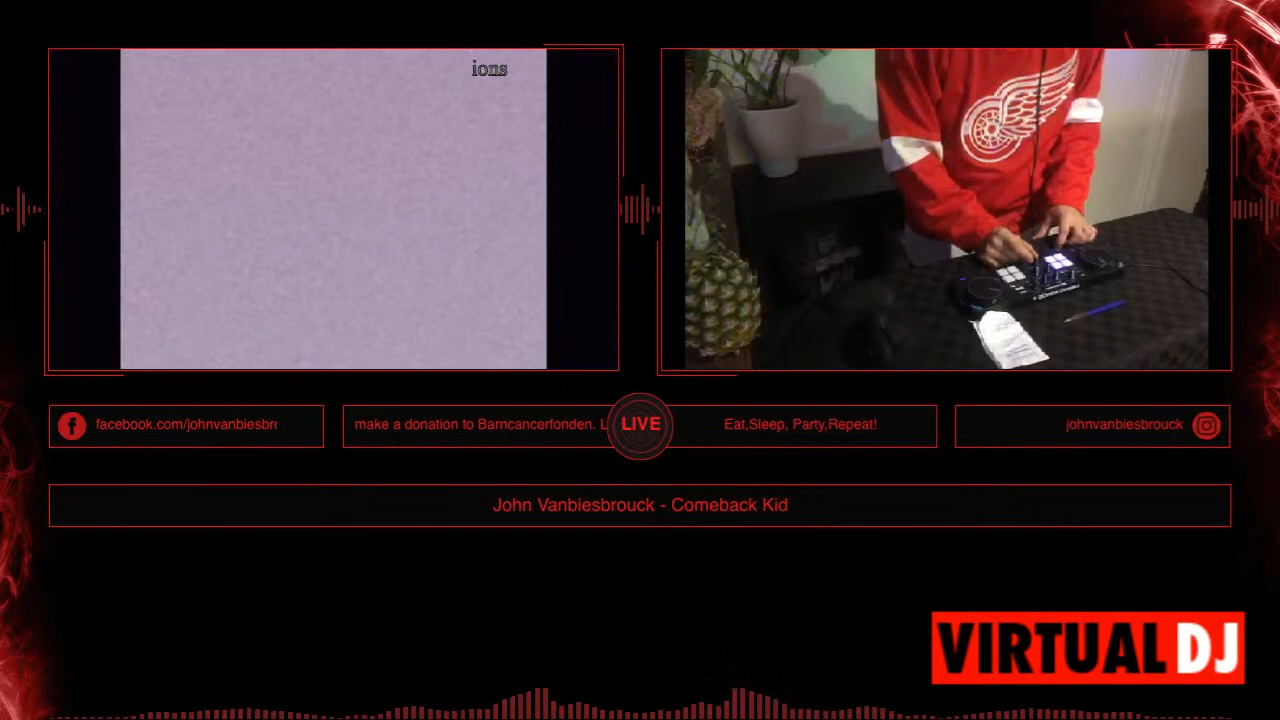 ions
facebook.com/johnvanbiesbr
make a donation to Barncancerfonden. L
LIVE
Eat,Sleep, Party,Repeat!
johnvanbiesbrouck
John Vanbiesbrouck - Comeback Kid
VIRTUAL DJ